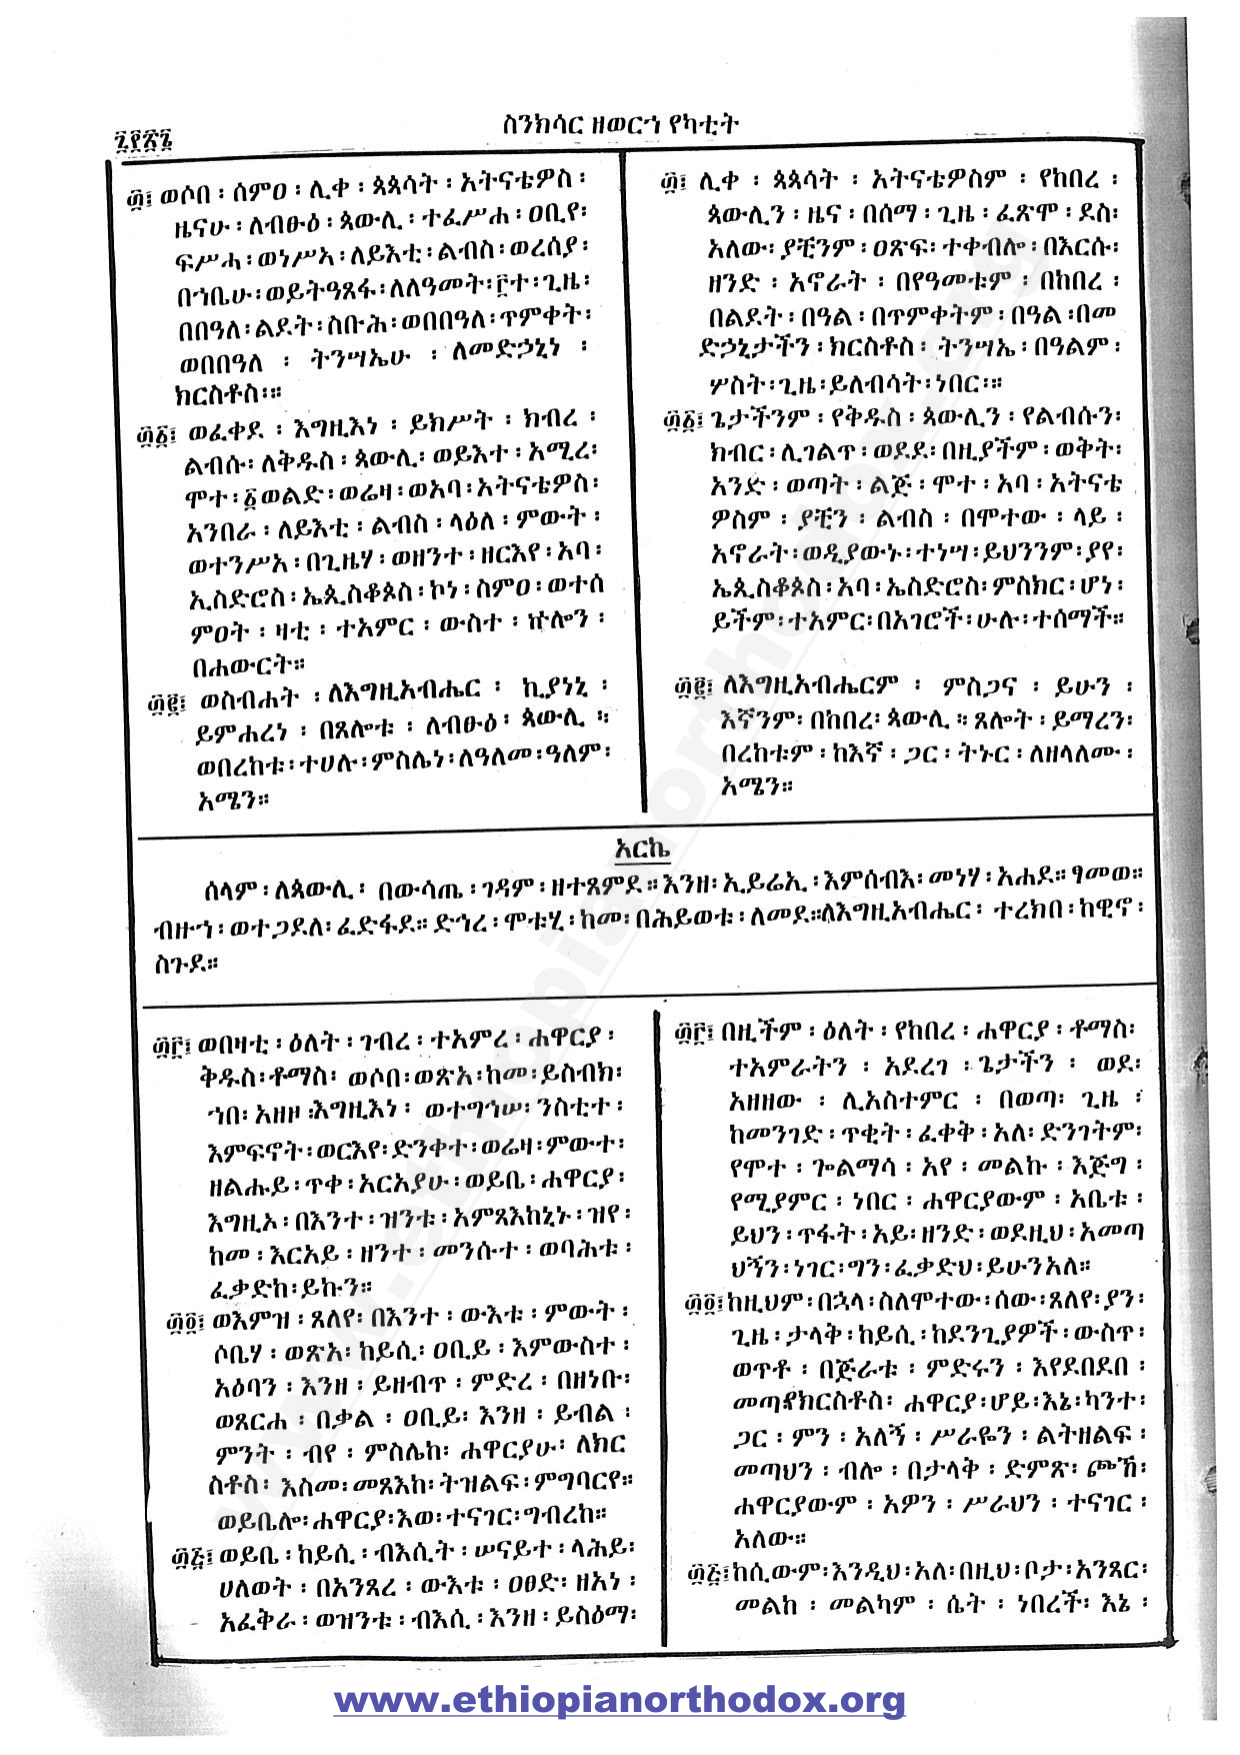 ፯፻፷፮
ስንክሳር ዘወርኀ የካቲት
፴፤ ወሶበ ፡ ሰምዐ ፡ ሊቀ ፡ ጳጳሳት ፡ አትናቴዎስ ፡
ዜናሁ ፡ ለብፁዕ ፡ ጳውሊ ፡ ተፈሥሐ ፡ ዐቢየ፡
ፍሥሓ ፡ ወነሥአ ፡ ለይእቲ ፡ ልብስ ፡ ወረሰያ፡
በኀቤሁ ፡ ወይትዓጸፋ ፡ ለለዓመት ፡ ፫ተ ፡ ጊዜ፡
በበዓለ ፡ ልደት ፡ ስቡሕ ፡ ወበበዓለ ፡ ጥምቀት፡
ወበበዓለ ፡ ትንሣኤሁ ፡ ለመድኃኒነ ፡
ክርስቶስ፡።
፴፩፤ ወፈቀደ ፡ እግዚእነ ፡ ይክሥት ፡ ክብረ ፡
ልብሱ፡ ለቅዱስ ፡ ጳውሊ፡ ወይእተ ፡ አሚረ፡
ሞተ ፡ ፩ወልድ ፡ ወሬዛ ፡ ወአባ ፡ አትናቴዎስ፡
አንበራ ፡ ለይእቲ ፡ ልብስ ፡ ላዕለ ፡ ምውት ፡
ወተንሥአ ፡ በጊዜሃ ፡ ወዘንተ ፡ ዘርእየ ፡ አባ ፡
ኢስድሮስ ፡ ኤጲስቆጶስ ፡ ኮነ ፡ ስምዐ ፡ ወተሰ
ምዐት ፡ ዛቲ ፡ ተአምር ፡ ውስተ ፡ ኵሎን ፡
በሐውርት።
፴፪፤ ወስብሐት ፡ ለእግዚአብሔር ፡ ኪያነኒ ፡
ይምሐረነ ፡ በጸሎቱ ፡ ለብፁዕ ፡ ጳውሊ ።
ወበረከቱ ፡ ተሀሉ ፡ ምስሌነ ፡ ለዓለመ ፡ ዓለም፡
አሜን።
፴፤ ሊቀ ፡ ጳጳሳት ፡ አትናቴዎስም ፡ የከበረ ፡
ጳውሊን ፡ ዜና ፡ በሰማ ፡ ጊዜ ፡ ፈጽሞ ፡ ደስ፡
አለው፡ ያቺንም ፡ ዐጽፍ፡ ተቀብሎ ፡ በእርሱ፡
ዘንድ ፡ አኖራት ፡ በየዓመቱም ፡ በከበረ ፡
በልደት ፡ በዓል ፡ በጥምቀትም ፡ በዓል ፡በመ
ድኃኒታችን ፡ ክርስቶስ ፡ ትንሣኤ ፡ በዓልም ፡
ሦስት ፡ ጊዜ ፡ ይለብሳት ፡ ነበር፡።
፴፩፤ ጌታችንም ፡ የቅዱስ ፡ ጳውሊን ፡ የልብሱን፡
ክብር ፡ ሊገልጥ ፡ ወደደ፡ በዚያችም ፡ ወቅት፡
አንድ ፡ ወጣት ፡ ልጅ ፡ ሞተ ፡ አባ ፡ አትናቴ
ዎስም ፡ ያቺን ፡ ልብስ ፡ በሞተው ፡ ላይ ፡
አኖራት ፡ ወዲያውኑ ፡ ተነሣ ፡ ይህንንም ፡ ያየ፡
ኤጲስቆጶስ ፡ አባ ፡ ኤስድሮስ፡ ምስክር ፡ ሆነ፡
ይችም ፡ ተአምር፡ በአገሮች ፡ ሁሉ ፡ ተሰማች።
፴፪፤ ለእግዚአብሔርም ፡ ምስጋና ፡ ይሁን ፡
እኛንም፡ በከበረ፡ ጳውሊ ። ጸሎት ፡ ይማረን፡
በረከቱም ፡ ከእኛ ፡ ጋር ፡ ትኑር ፡ ለዘላለሙ ፡
አሜን።
አርኬ
ሰላም ፡ ለጳውሊ ፡ በውሳጤ ፡ ገዳም ፡ ዘተጸምደ ። እንዘ፡ ኢይሬኢ ፡ እምሰብእ፡ መነሃ ፡ አሐደ። ፃመወ።
ብዙኀ ፡ ወተጋደለ፡ ፈድፋደ። ድኅረ ፡ ሞቱሂ ፡ ከመ፡ በሕይወቱ ፡ ለመደ።ለእግዚአብሔር ፡ ተረክበ ፡ ከዊኖ ፡
ስጉደ።
፴፫፤ ወበዛቲ ፡ ዕለት ፡ ገብረ ፡ ተአምረ ፡ ሐዋርያ ፡
ቅዱስ፡ ቶማስ፡ ወሶበ ፡ ወጽአ ፡ ከመ ፡ ይስብክ፡
ኀበ፡ አዘዞ ፡እግዚእነ ፡ ወተግኅሠ፡ ንስቲተ ፡
እምፍኖት ፡ ወርእየ፡ ድንቀተ ፡ ወሬዛ ፡ ምውተ፡
ዘልሑይ ፡ ጥቀ ፡ አርአያሁ ፡ ወይቤ ፡ ሐዋርያ፡
እግዚኦ ፡ በእንተ ፡ ዝንቱ ፡ አምጻእከኒኑ ፡ ዝየ፡
ከመ ፡ እርአይ ፡ ዘንተ ፡ መንሱተ ፡ ወባሕቱ ፡
ፈቃድከ ፡ ይኩን።
፴፬፤ ወእምዝ ፡ ጸለየ፡ በእንተ ፡ ውእቱ ፡ ምውት ፡
ሶቤሃ ፡ ወጽአ፡ ከይሲ፡ ዐቢይ ፡ እምውስተ ፡
አዕባን ፡ እንዘ ፡ ይዘብጥ ፡ ምድረ ፡ በዘነቡ፡
ወጸርሐ ፡ በቃል ፡ ዐቢይ፡ እንዘ ፡ ይብል ፡
ምንት ፡ ብየ ፡ ምስሌከ፡ ሐዋርያሁ፡ ለክር
ስቶስ፡ እስመ፡ መጻእከ፡ ትዝልፍ ፡ ምግባርየ።
ወይቤሎ፡ ሐዋርያ፡ እወ፡ ተናገር፡ ግብረከ።
፴፭፤ ወይቤ ፡ ከይሲ ፡ ብእሲት ፡ ሠናይተ ፡ ላሕይ፡
ሀለወት ፡ በአንጻረ ፡ ውእቱ ፡ ዐፀድ፡ ዘአነ ፡
አፈቅራ ፡ ወዝንቱ ፡ ብእሲ ፡ እንዘ ፡ ይስዕማ፡
፴፫፤ በዚችም ፡ ዕለት ፡ የከበረ ፡ ሐዋርያ ፡ ቶማስ፡
ተአምራትን ፡ አደረገ ፡ ጌታችን ፡ ወደ፡
አዘዘው ፡ ሊአስተምር ፡ በወጣ፡ ጊዜ ፡
ከመንገድ ፡ ጥቂት ፡ ፈቀቅ ፡ አለ፡ ድንገትም፡
የሞተ ፡ ጐልማሳ ፡ አየ ፡ መልኩ ፡ እጅግ ፡
የሚያምር ፡ ነበር ፡ ሐዋርያውም ፡ አቤቱ ፡
ይህን ፡ ጥፋት ፡ አይ ፡ ዘንድ ፡ ወደዚህ ፡ አመጣ
ህኝን ፡ ነገር ፡ ግን ፡ ፈቃድህ ፡ ይሁንአለ።
፴፬፤ከዚህም ፡ በኋላ ፡ ስለሞተው ፡ ሰው ፡ ጸለየ፡ ያን፡
ጊዜ ፡ ታላቅ ፡ ከይሲ ፡ ከደንጊያዎች ፡ ውስጥ ፡
ወጥቶ ፡ በጅራቱ ፡ ምድሩን ፡ እየደበደበ ፡
መጣየክርስቶስ፡ ሐዋርያ፡ ሆይ፡ እኔ፡ ካንተ፡
ጋር ፡ ምን ፡ አለኝ ፡ ሥራዬን ፡ ልትዘልፍ ፡
መጣህን ፡ ብሎ ፡ በታላቅ ፡ ድምጽ፡ ጮኸ፡
ሐዋርያውም ፡ አዎን ፡ ሥራህን ፡ ተናገር ፡
አለው።
፴፭፤ከሲውም፡ እንዲህ ፡ አለ፡ በዚህ ፡ ቦታ ፡ አንጻር፡
መልከ ፡ መልካም ፡ ሴት ፡ ነበረች፡ እኔ ፡
www.ethiopianorthodox.org